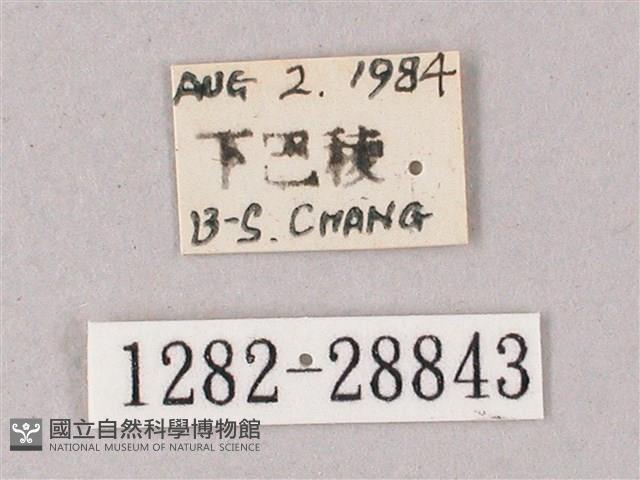 AUG 2. 1984
下巴稜
B-S. CHANG
1282-28843
國立自然科學博物館
NATIONAL MUSEUM OF NATURAL SCIENCE